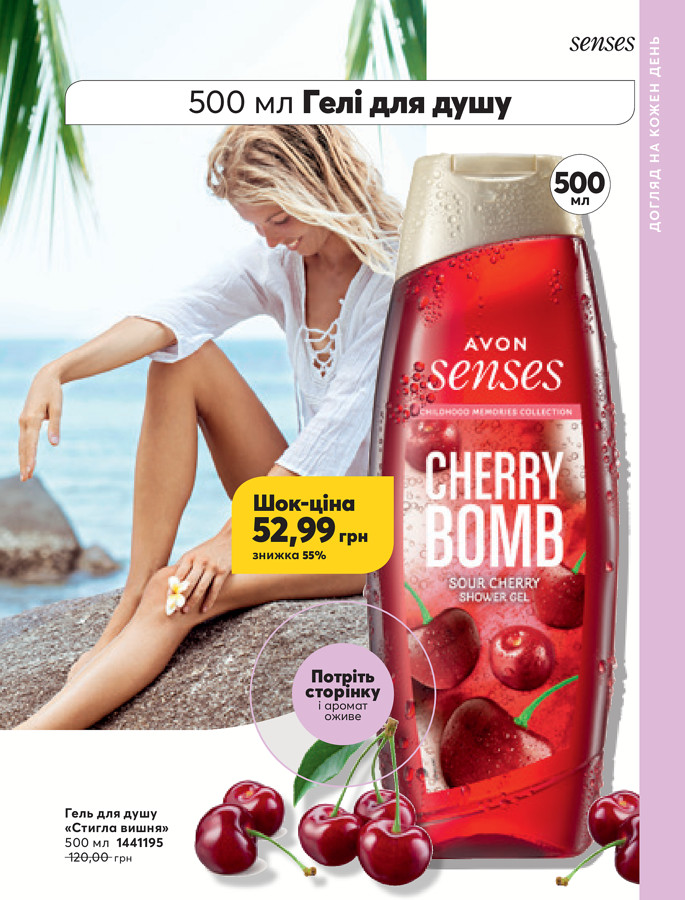 senses
ДОГЛЯД НА КОЖЕН ДЕНЬ
500 мл Гелі для душу
500
мл
AVON
senses
CHILDHOOD MEMORIES COLLECTION
CHERRY
BOMB
SOUR CHERRY
SHOWER GEL
Шок-ціна
52,99 грн
знижка 55%
Потріть
сторінку
і аромат
оживе
Гель для душу
«Стигла вишня»
500 мл 1441195
120,00 грн